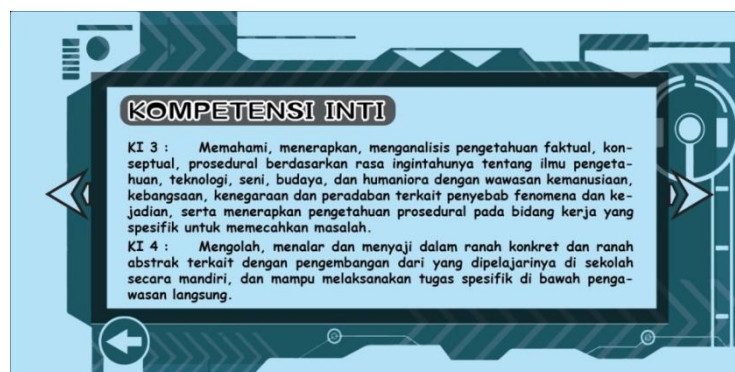 KOMPETENSI INTI
KI 3 : Memahami, menerapkan, menganalisis pengetahuan faktual, kon-
septual, prosedural berdasarkan rasa ingintahunya tentang ilmu pengeta-
huan, teknologi, seni, budaya, dan humaniora dengan wawasan kemanusiaan,
kebangsaan, kenegaraan dan peradaban terkait penyebab fenomena dan ke-
jadian, serta menerapkan pengetahuan prosedural pada bidang kerja yang
spesifik untuk memecahkan masalah.
KI 4 : Mengolah, menalar dan menyaji dalam ranah konkret dan ranah
abstrak terkait dengan pengembangan dari yang dipelajarinya di sekolah
secara mandiri, dan mampu melaksanakan tugas spesifik di bawah penga-
wasan langsung.